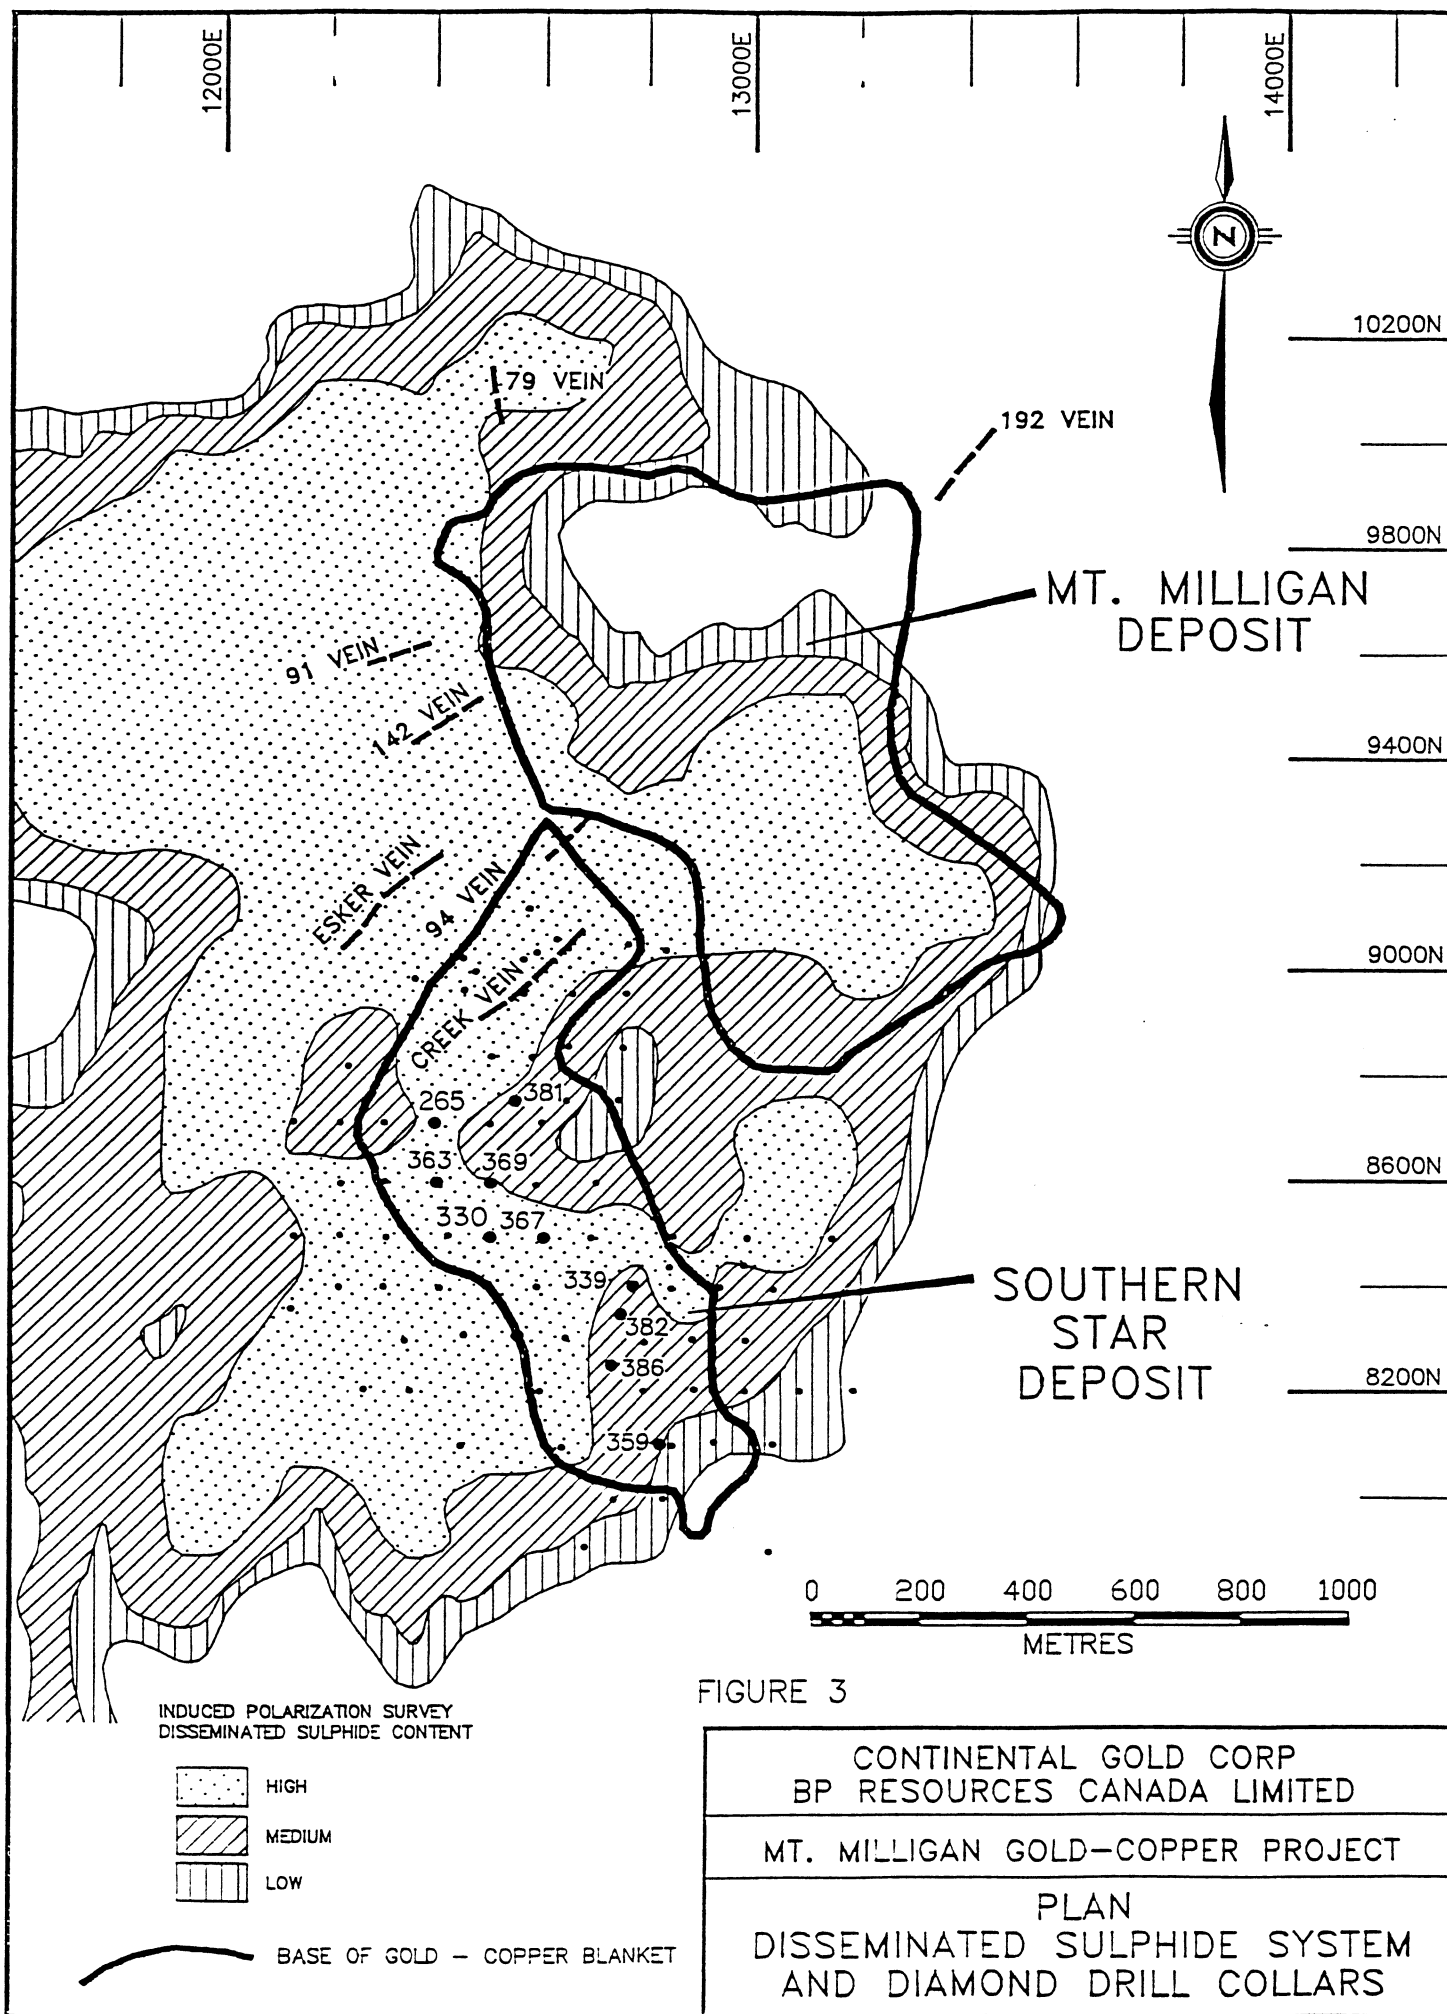 12000E
13000E
14000E
N
10200N
79 VEIN
192 VEIN
9800N
MT. MILLIGAN
DEPOSIT
91 VEIN
142 VEIN
9400N
ESKER VEIN
94 VEIN
9000N
CREEK VEIN
265
381
363
369
8600N
330
367
339
SOUTHERN
STAR
DEPOSIT
382
386
8200N
359
0 200 400 600 800 1000
METRES
FIGURE 3
INDUCED POLARIZATION SURVEY
DISSEMINATED SULPHIDE CONTENT
HIGH
MEDIUM
LOW
BASE OF GOLD - COPPER BLANKET
CONTINENTAL GOLD CORP
BP RESOURCES CANADA LIMITED
MT. MILLIGAN GOLD-COPPER PROJECT
PLAN
DISSEMINATED SULPHIDE SYSTEM
AND DIAMOND DRILL COLLARS